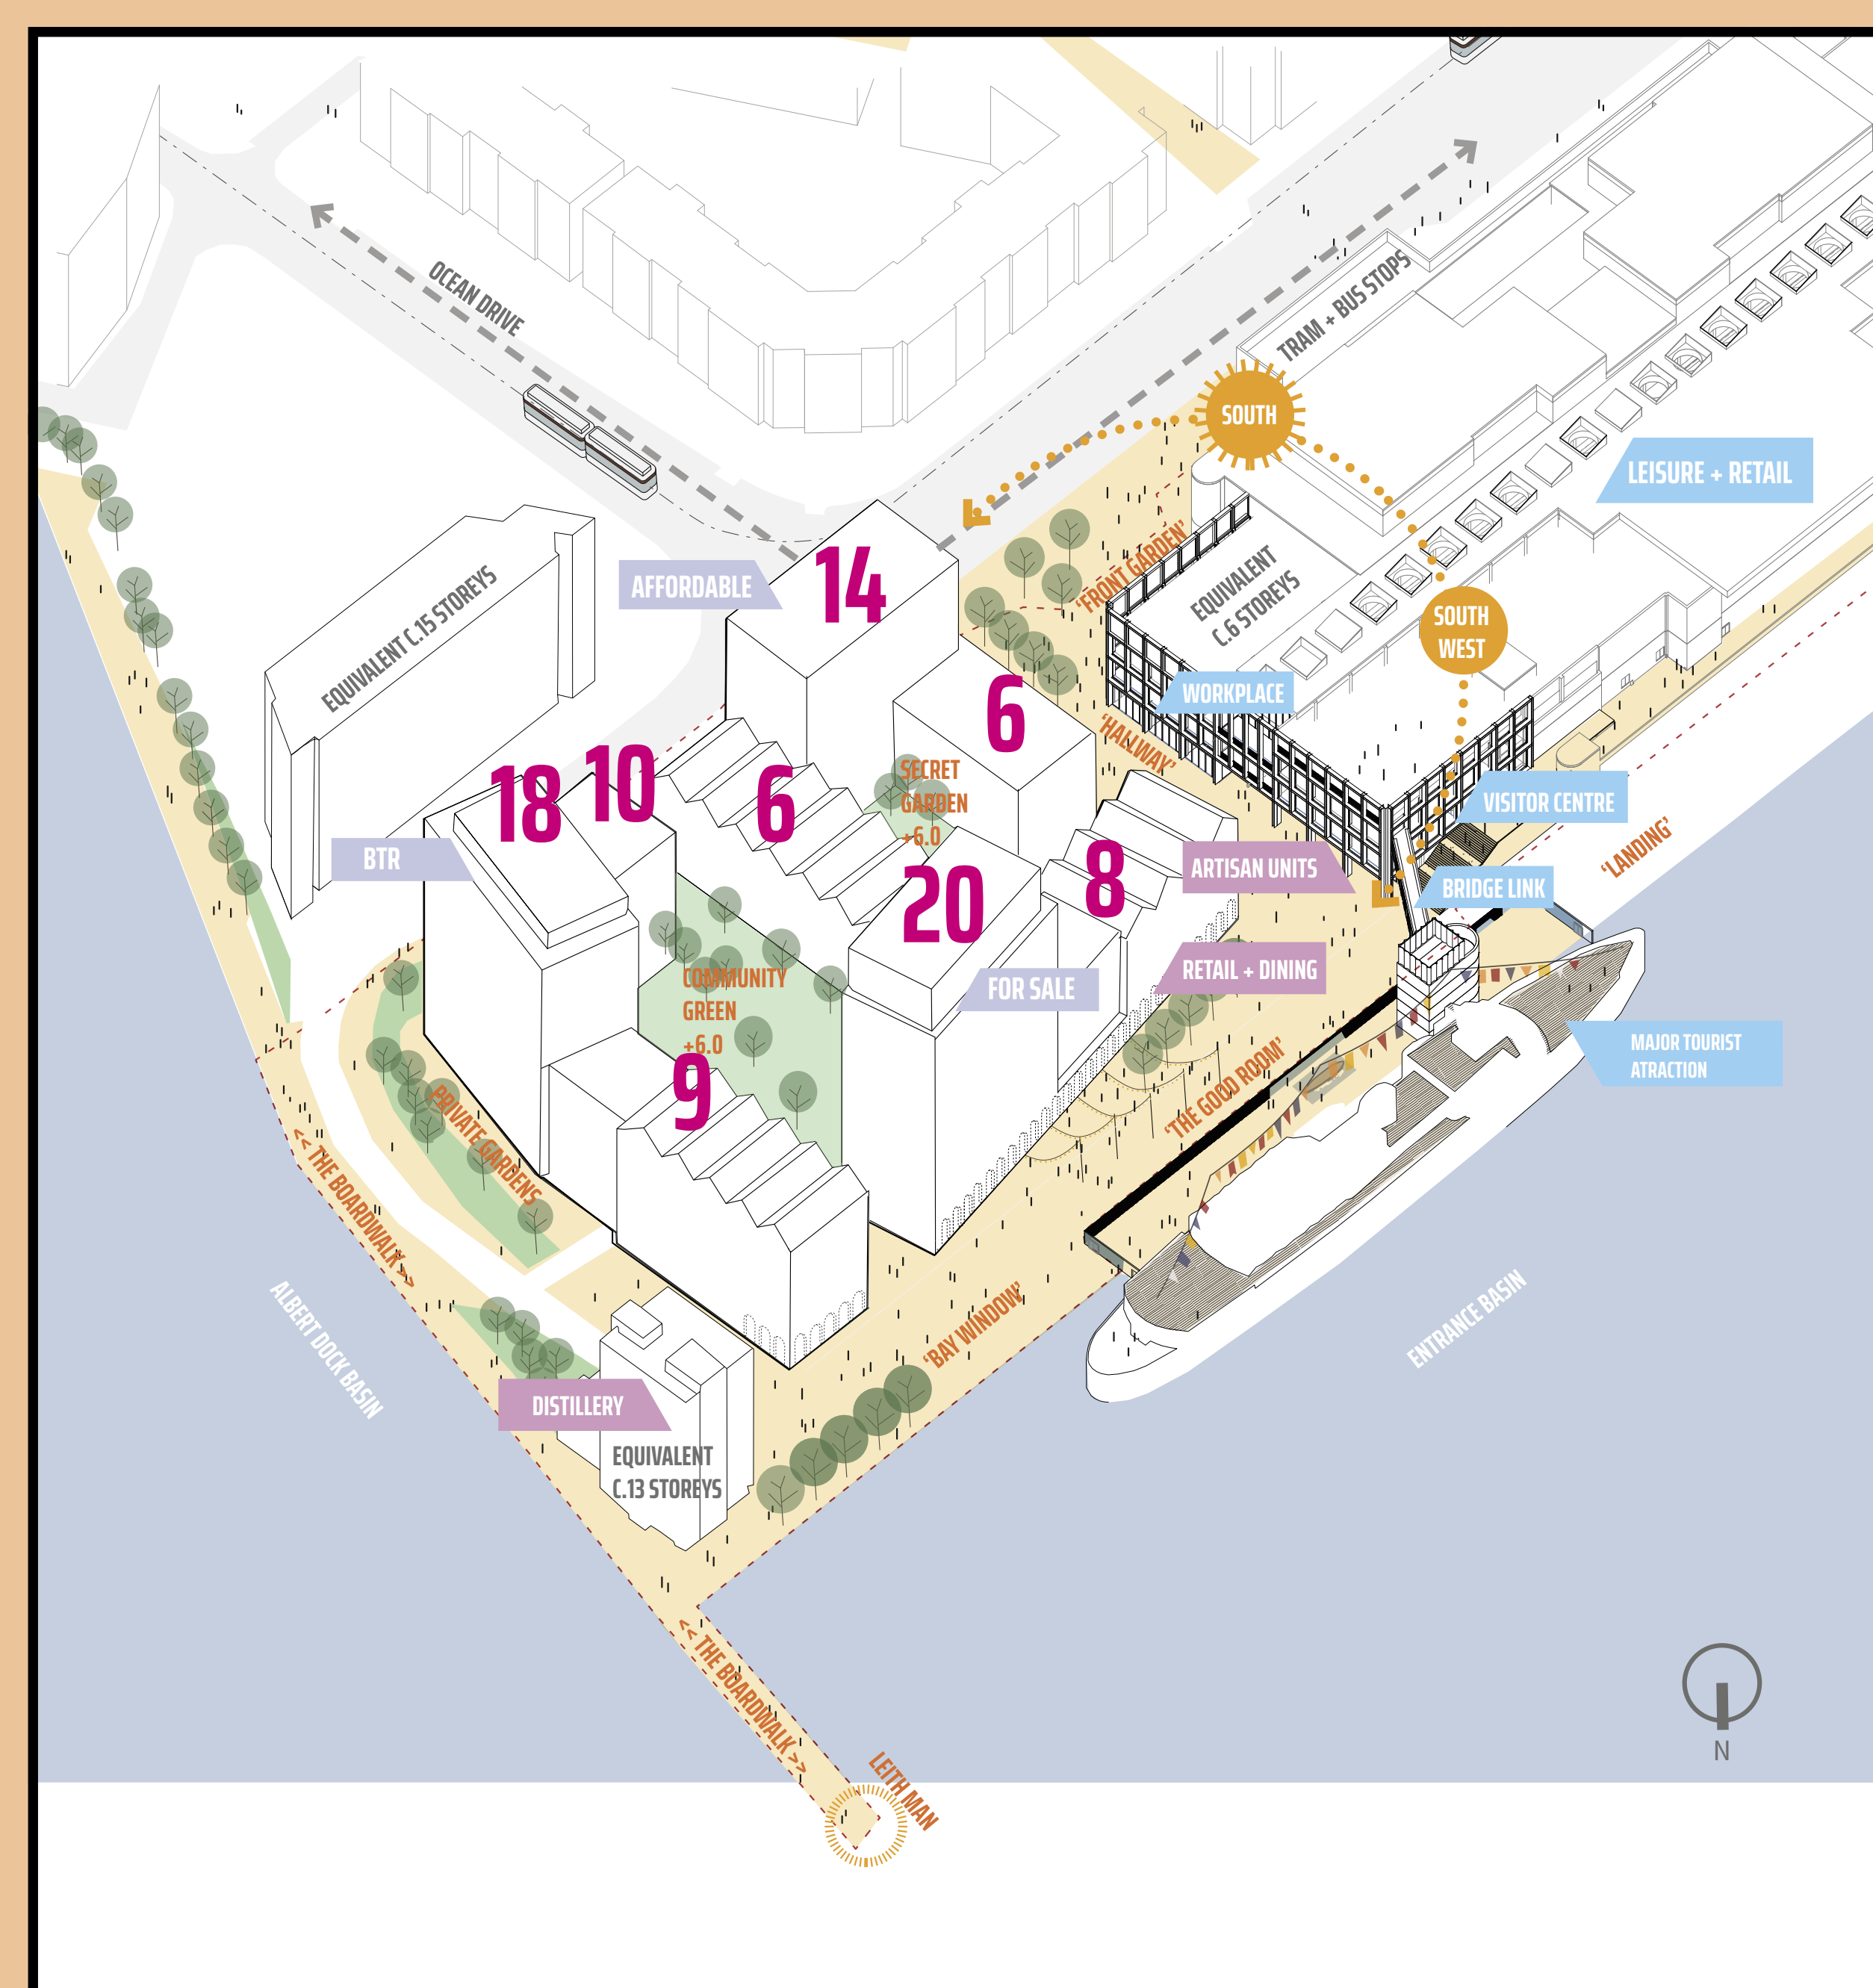 OCEAN DRIVE
TRAM + BUS STOPS
SOUTH
LEISURE + RETAIL
'FRONT GARDEN'
EQUIVALENT
C.6 STOREYS
EQUIVALENT C.15 STOREYS
AFFORDABLE
14
SOUTH
WEST
WORKPLACE
6
'HALLWAY'
18
10
6
SECRET
GARDEN
+6.0
VISITOR CENTRE
'LANDING'
BTR
20
8
ARTISAN UNITS
BRIDGE LINK
COMMUNITY
GREEN
+6.0
FOR SALE
RETAIL + DINING
9
MAJOR TOURIST
ATRACTION
'THE GOOD ROOM'
PRIVATE GARDENS
<< THE BOARDWALK >>
ALBERT DOCK BASIN
'BAY WINDOW'
ENTRANCE BASIN
DISTILLERY
EQUIVALENT
C.13 STOREYS
<< THE BOARDWALK >>
LEITH MAN
N